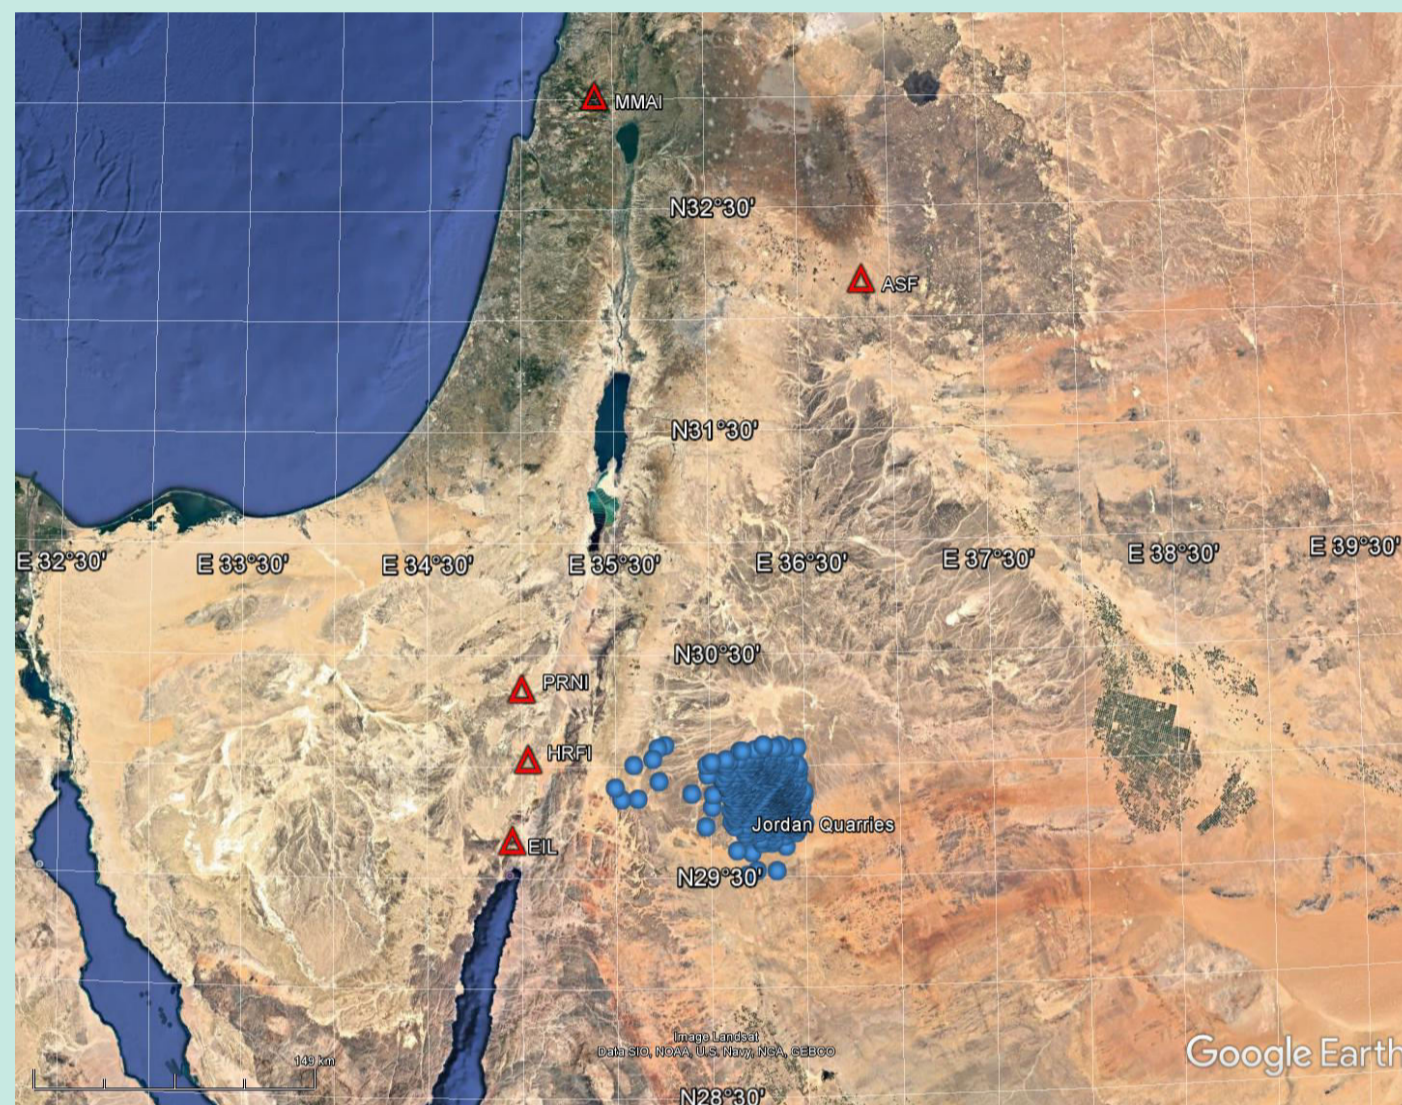 MMAI
N32°30'
ASF
N31°30'
E 32°30'
E 33°30'
E 34°30'
E 35°30'
E 36°30'
E 37°30'
E 38°30'
E 39°30'
N30°30'
PRNI
HRFI
Jordan Quarries
EIL
N29°30'
Image Landsat
Data SIO, NOAA, U.S. Navy, NGA, GEBCO
149 km
Google Earth
N28°30'